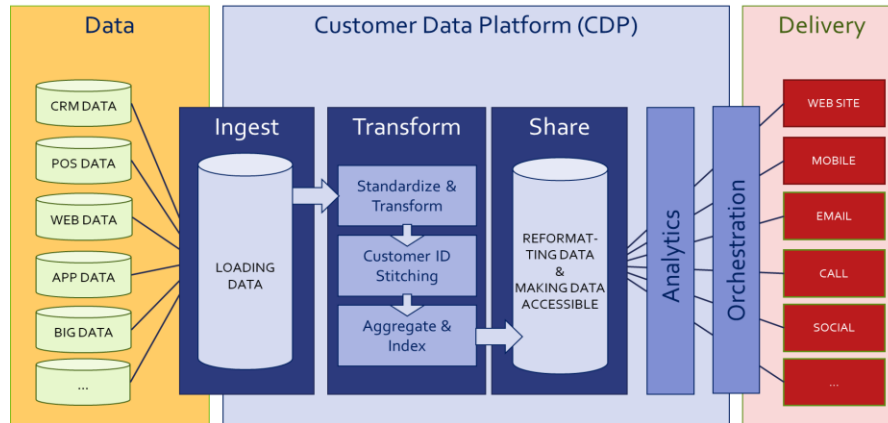 Data
Customer Data Platform (CDP)
Delivery
CRM DATA
POS DATA
WEB DATA
APP DATA
BIG DATA
...
Ingest
LOADING
DATA
Transform
Standardize &
Transform
Customer ID
Stitching
Aggregate &
Index
Share
REFORMAT-
TING DATA
&
MAKING DATA
ACCESSIBLE
Analytics
Orchestration
WEB SITE
MOBILE
EMAIL
CALL
SOCIAL
...